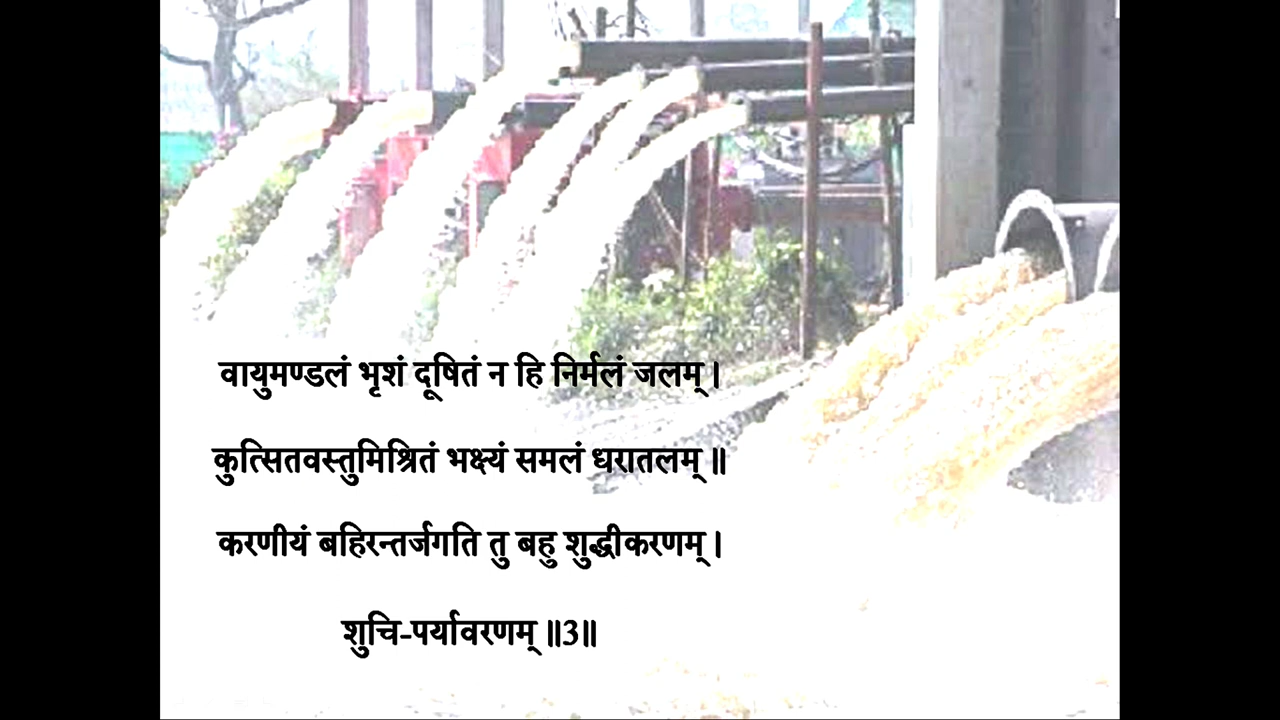 वायुमण्डलं भृशं दूषितं न हि निर्मलं जलम् ।
कुत्सितवस्तुमिश्रितं भक्ष्यं समलं धरातलम् ॥
करणीयं बहिरन्तर्जगति तु बहु शुद्धीकरणम् ।
शुचि-पर्यावरणम् ॥3॥